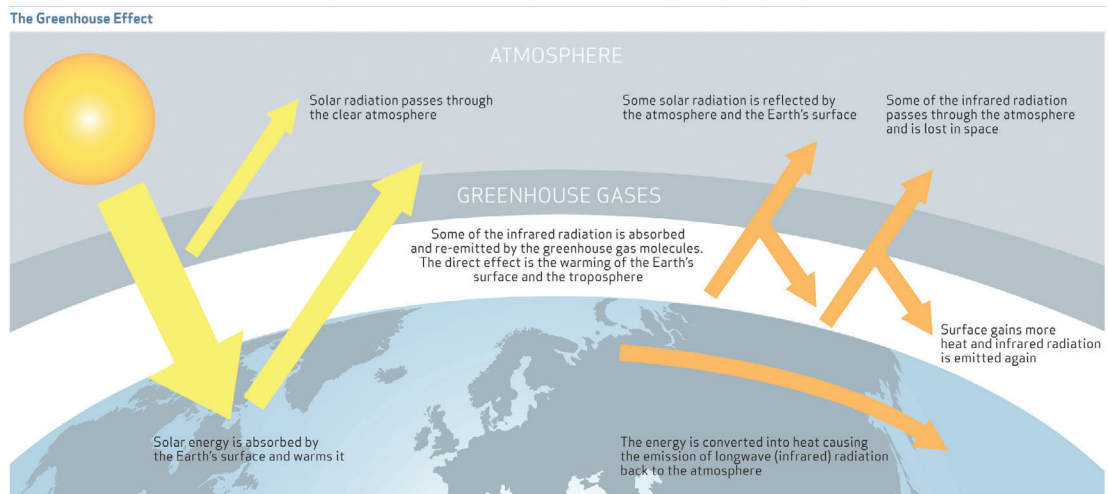 The Greenhouse Effect
ATMOSPHERE
Solar radiation passes through
the clear atmosphere
Some solar radiation is reflected by
the atmosphere and the Earth's surface
Some of the infrared radiation
passes through the atmosphere
and is lost in space
GREENHOUSE GASES
Some of the infrared radiation is absorbed
and re-emitted by the greenhouse gas molecules.
The direct effect is the warming of the Earth's
surface and the troposphere
Surface gains more
heat and infrared radiation
is emitted again
Solar energy is absorbed by
the Earth's surface and warms it
The energy is converted into heat causing
the emission of longwave (infrared) radiation
back to the atmosphere